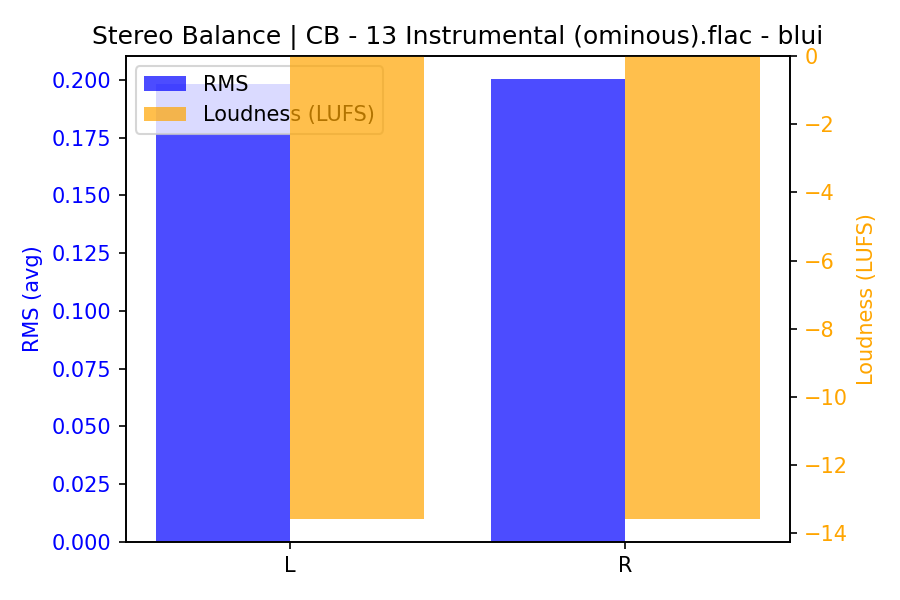 Stereo Balance | CB - 13 Instrumental (ominous).flac - blui
RMS
Loudness (LUFS)
0.200
0.175
0.150
0.125
0.100
0.075
0.050
0.025
0.000
RMS (avg)
0
−2
−4
−6
−8
−10
−12
−14
Loudness (LUFS)
L
R